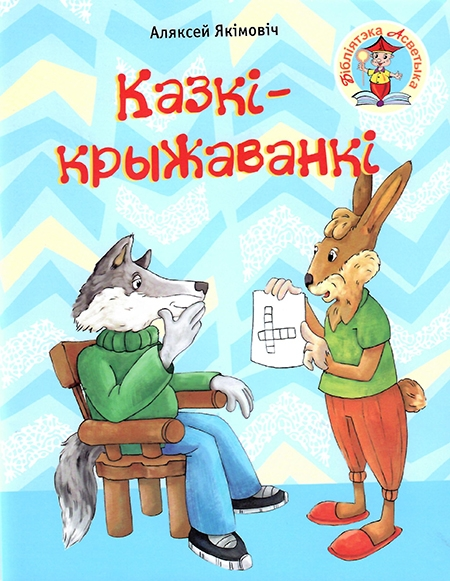 Аляксей Якімовіч
Бібліятэка Асветыка
Казкі-
крыжаванкі